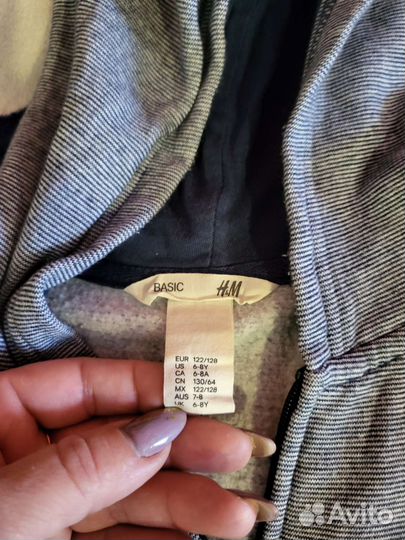 BASIC H&M
EUR 122/128
US 6-8Y
CA 6-8A
CN 130/64
MX 122/128
AUS 7-8
UK 6-8Y
Avito